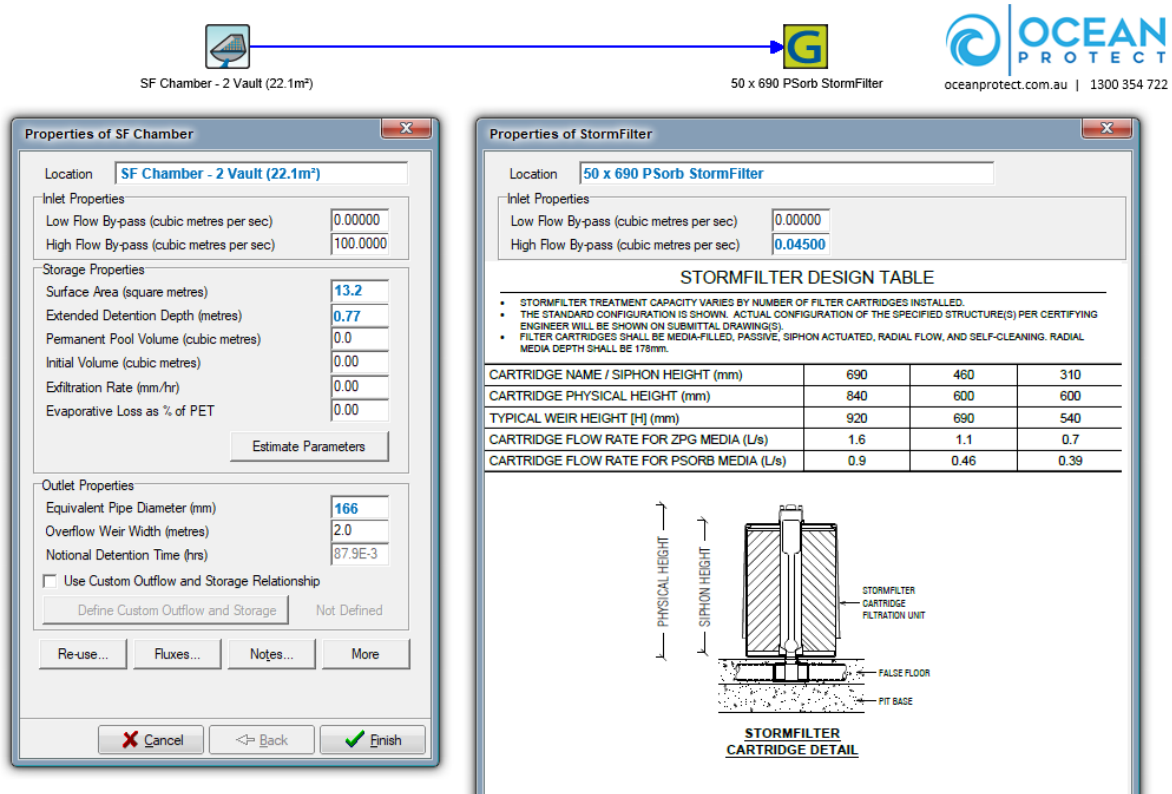 OCEAN
PROTECT
oceanprotect.com.au | 1300 354 722
SF Chamber - 2 Vault (22.1m²)
G
50 x 690 PSorb StormFilter
Properties of SF Chamber
Location SF Chamber - 2 Vault (22.1m²)
Inlet Properties
Low Flow By-pass (cubic metres per sec) 0.00000
High Flow By-pass (cubic metres per sec) 100.0000
Storage Properties
Surface Area (square metres) 13.2
Extended Detention Depth (metres) 0.77
Permanent Pool Volume (cubic metres) 0.0
Initial Volume (cubic metres) 0.00
Exfiltration Rate (mm/hr) 0.00
Evaporative Loss as % of PET 0.00
Estimate Parameters
Outlet Properties
Equivalent Pipe Diameter (mm) 166
Overflow Weir Width (metres) 2.0
Notional Detention Time (hrs) 87.9E-3
Use Custom Outflow and Storage Relationship
Define Custom Outflow and Storage Not Defined
Re-use... Fluxes... Notes... More
Cancel <= Back Finish
Properties of StormFilter
Location 50 x 690 PSorb StormFilter
Inlet Properties
Low Flow By-pass (cubic metres per sec) 0.00000
High Flow By-pass (cubic metres per sec) 0.04500
STORMFILTER DESIGN TABLE
• STORMFILTER TREATMENT CAPACITY VARIES BY NUMBER OF FILTER CARTRIDGES INSTALLED.
• THE STANDARD CONFIGURATION IS SHOWN. ACTUAL CONFIGURATION OF THE SPECIFIED STRUCTURE(S) PER CERTIFYING
ENGINEER WILL BE SHOWN ON SUBMITTAL DRAWING(S).
• FILTER CARTRIDGES SHALL BE MEDIA-FILLED, PASSIVE, SIPHON ACTUATED, RADIAL FLOW, AND SELF-CLEANING. RADIAL
MEDIA DEPTH SHALL BE 178mm.
CARTRIDGE NAME / SIPHON HEIGHT (mm) 690 460 310
CARTRIDGE PHYSICAL HEIGHT (mm) 840 600 600
TYPICAL WEIR HEIGHT [H] (mm) 920 690 540
CARTRIDGE FLOW RATE FOR ZPG MEDIA (L/s) 1.6 1.1 0.7
CARTRIDGE FLOW RATE FOR PSORB MEDIA (L/s) 0.9 0.46 0.39
PHYSICAL HEIGHT
SIPHON HEIGHT
STORMFILTER
CARTRIDGE
FILTRATION UNIT
FALSE FLOOR
PIT BASE
STORMFILTER
CARTRIDGE DETAIL